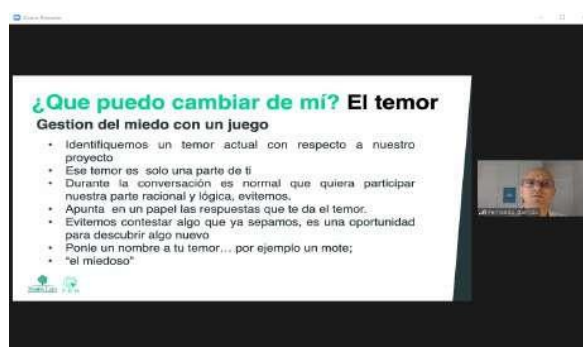 ¿Que puedo cambiar de mí? El temor
Gestion del miedo con un juego
• Identifiquemos un temor actual con respecto a nuestro
proyecto
• Ese temor es solo una parte de ti
• Durante la conversación es normal que quiera participar
nuestra parte racional y lógica, evitemos.
• Apunta en un papel las respuestas que te da el temor.
• Evitemos contestar algo que ya sepamos, es una oportunidad
para descubrir algo nuevo
• Ponle un nombre a tu temor... por ejemplo un mote;
• “el miedoso”